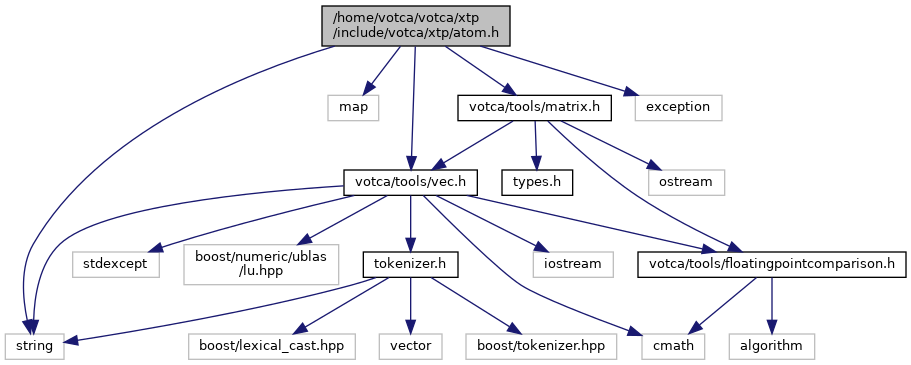 /home/votca/votca/xtp
/include/votca/xtp/atom.h
map
votca/tools/matrix.h
exception
votca/tools/vec.h
types.h
ostream
stdexcept
boost/numeric/ublas
/lu.hpp
tokenizer.h
iostream
votca/tools/floatingpointcomparison.h
string
boost/lexical_cast.hpp
vector
boost/tokenizer.hpp
cmath
algorithm